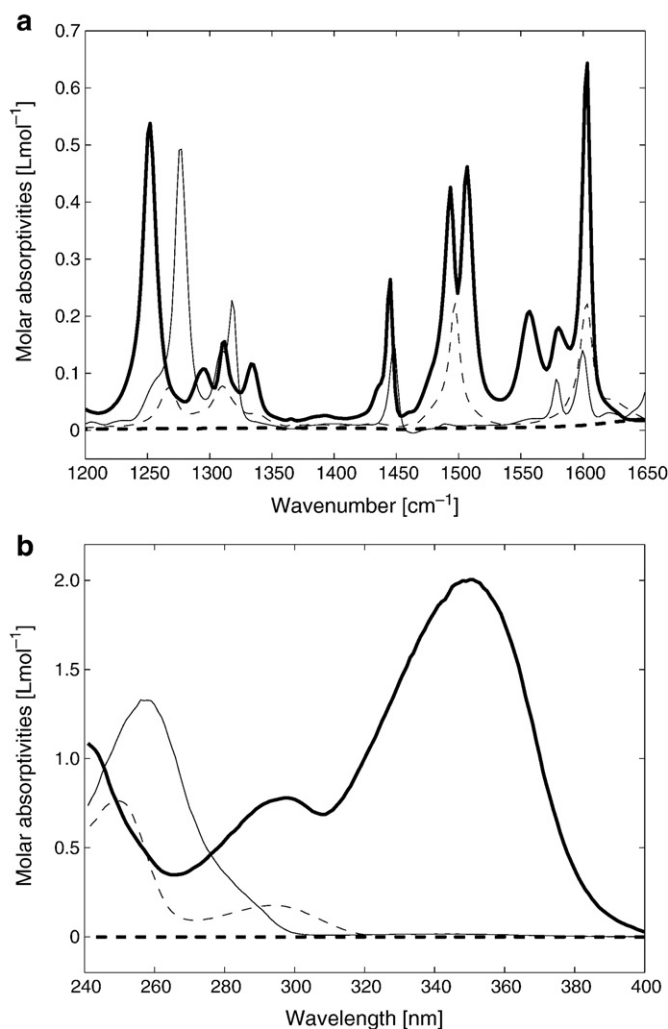 a
0.7
0.6
0.5
0.4
0.3
0.2
0.1
0
Molar absorptivities [Lmol−1]
1200 1250 1300 1350 1400 1450 1500 1550 1600 1650
Wavenumber [cm−1]
b
2.0
1.5
1.0
0.5
0
Molar absorptivities [Lmol−1]
240 260 280 300 320 340 360 380 400
Wavelength [nm]